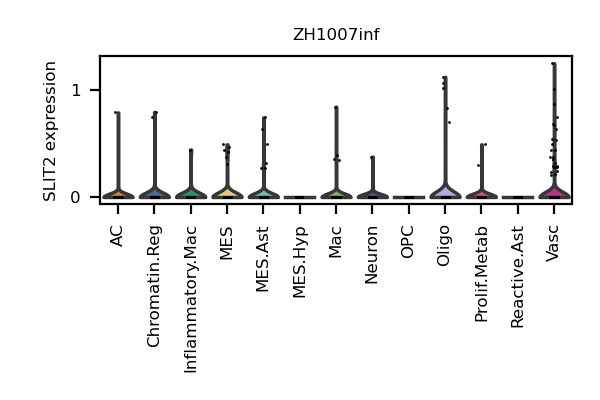 ZH1007inf
SLIT2 expression
1
0
AC
Chromatin.Reg
Inflammatory.Mac
MES
MES.Ast
MES.Hyp
Mac
Neuron
OPC
Oligo
Prolif.Metab
Reactive.Ast
Vasc